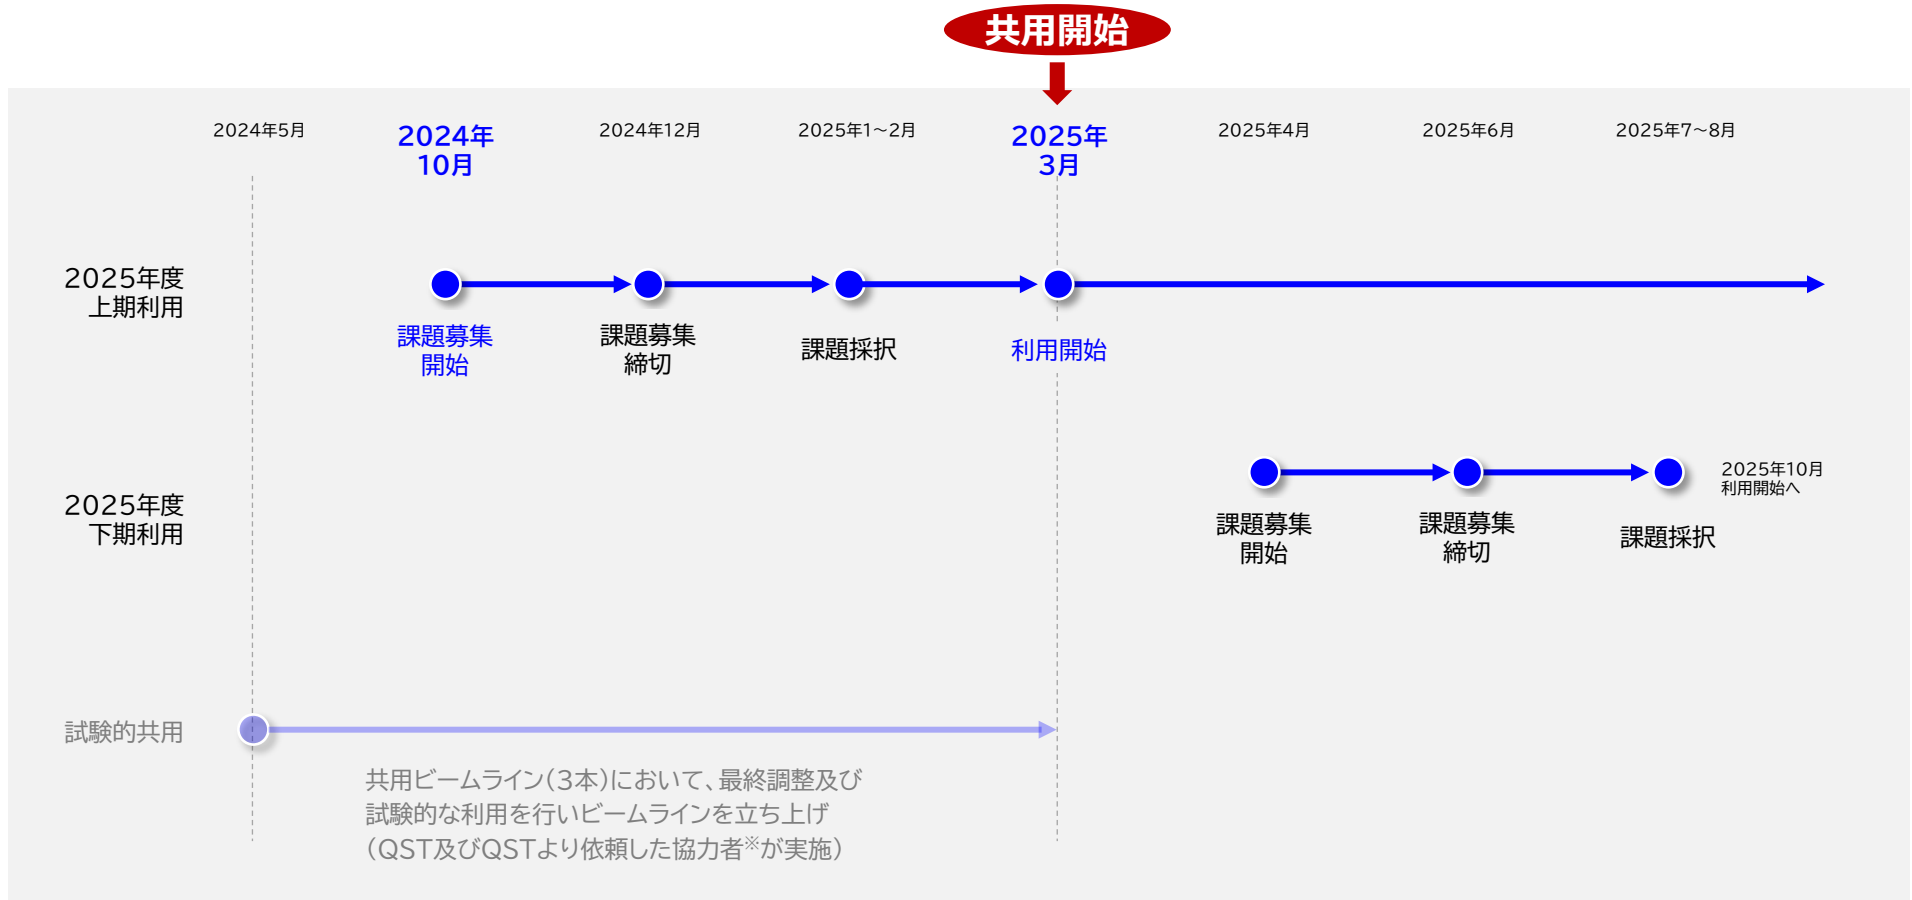 共用開始
2024年5月
2024年
10月
2024年12月
2025年1～2月
2025年
3月
2025年4月
2025年6月
2025年7～8月
2025年度
上期利用
課題募集
開始
課題募集
締切
課題採択
利用開始
2025年度
下期利用
課題募集
開始
課題募集
締切
課題採択
2025年10月
利用開始へ
試験的共用
共用ビームライン（3本）において、最終調整及び
試験的な利用を行いビームラインを立ち上げ
（QST及びQSTより依頼した協力者※が実施）